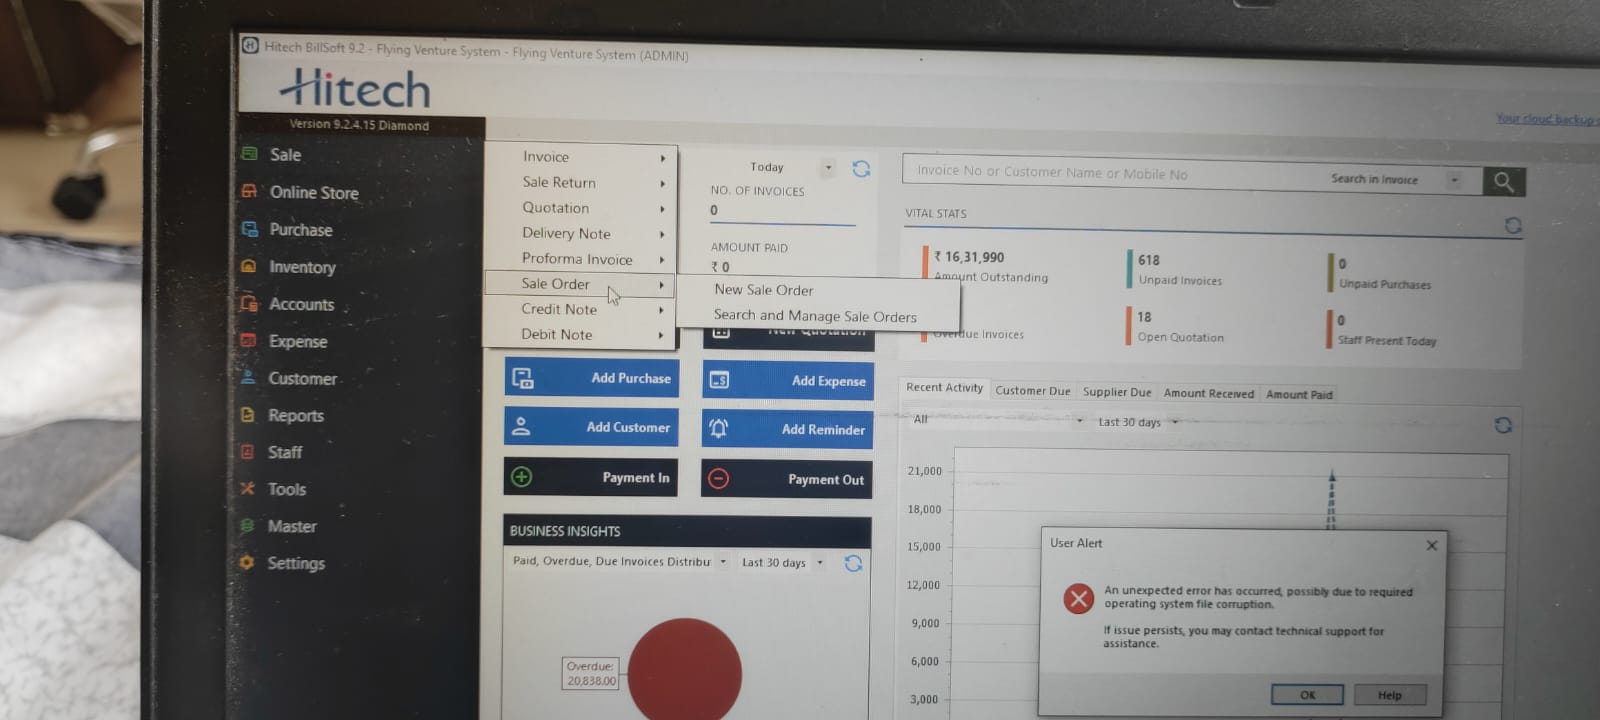 Hitech BillSoft 9.2 - Flying Venture System - Flying Venture System (ADMIN)
Hitech
Version 9.2.4.15 Diamond
Your cloud backup
Sale
Online Store
Purchase
Inventory
Accounts
Expense
Customer
Reports
Staff
Tools
Master
Settings
Invoice
Sale Return
Quotation
Delivery Note
Proforma Invoice
Sale Order
Credit Note
Debit Note
New Sale Order
Search and Manage Sale Orders
Today
NO. OF INVOICES
0
AMOUNT PAID
₹ 0
New Quotation
Add Purchase
Add Expense
Add Customer
Add Reminder
Payment In
Payment Out
BUSINESS INSIGHTS
Paid, Overdue, Due Invoices Distribu
Last 30 days
Overdue:
20,838.00
Invoice No or Customer Name or Mobile No
Search in Invoice
VITAL STATS
₹ 16,31,990
Amount Outstanding
618
Unpaid Invoices
0
Unpaid Purchases
Overdue Invoices
18
Open Quotation
0
Staff Present Today
Recent Activity
Customer Due
Supplier Due
Amount Received
Amount Paid
All
Last 30 days
21,000
18,000
15,000
12,000
9,000
6,000
3,000
User Alert
An unexpected error has occurred, possibly due to required
operating system file corruption.
If issue persists, you may contact technical support for
assistance.
OK
Help